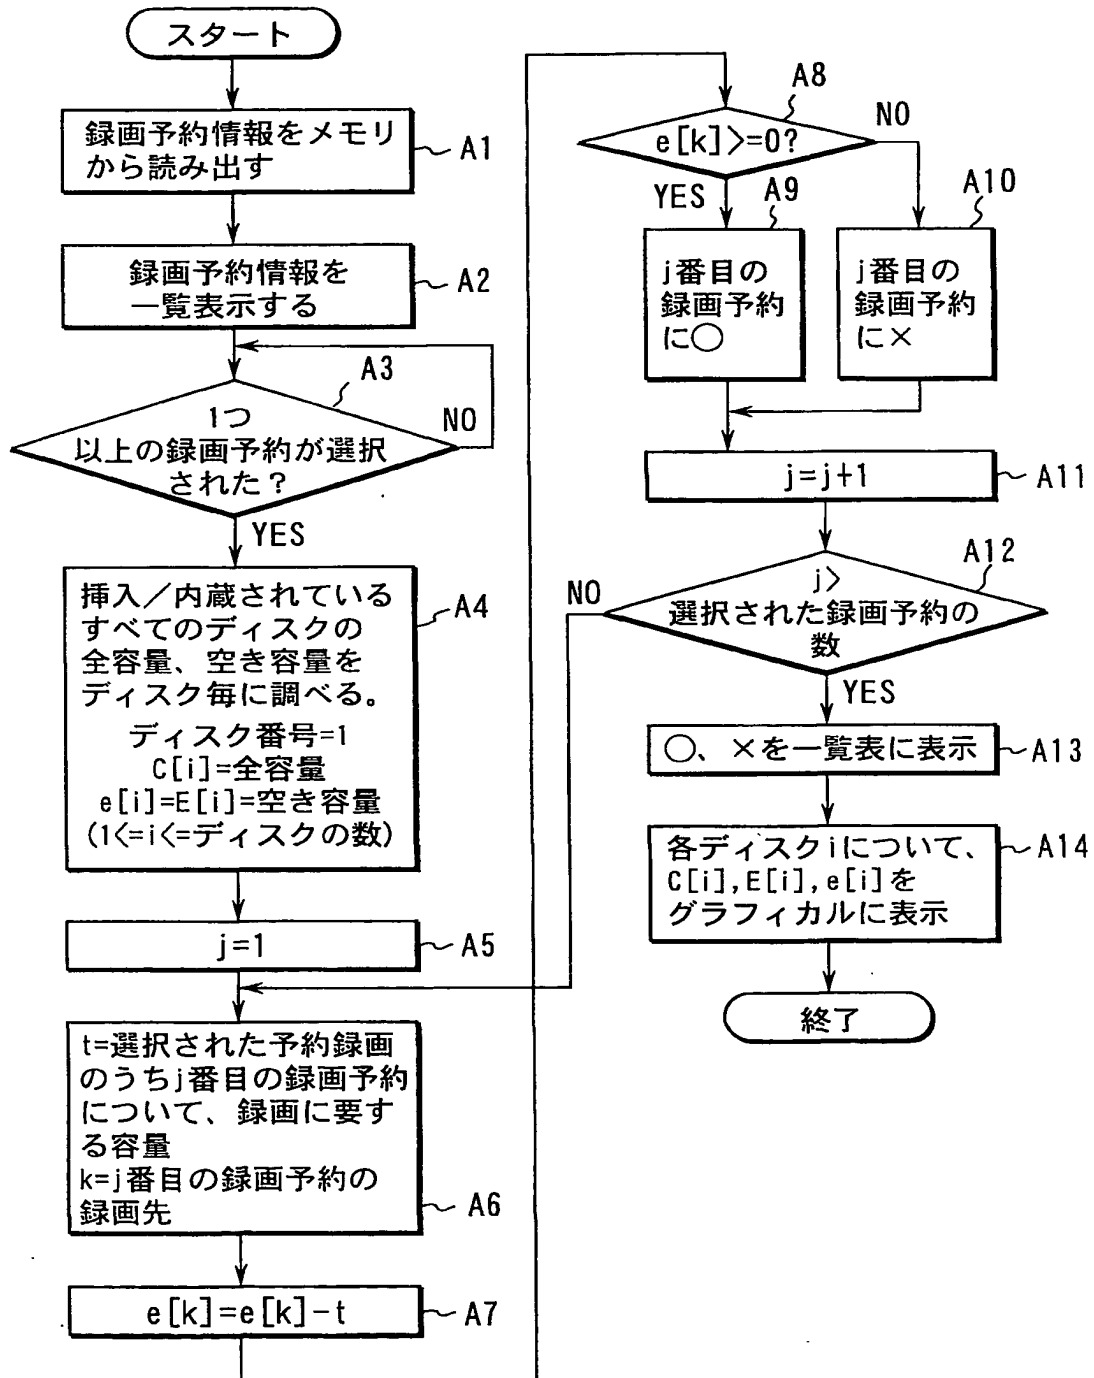 スタート
録画予約情報をメモリ
から読み出す
A1
録画予約情報を
一覧表示する
A2
A3
1つ
以上の録画予約が選択
された？
NO
YES
挿入／内蔵されている
すべてのディスクの
全容量、空き容量を
ディスク毎に調べる。
ディスク番号=1
C[i]=全容量
e[i]=E[i]=空き容量
(1<=i<=ディスクの数)
A4
j=1
A5
t=選択された予約録画
のうちj番目の録画予約
について、録画に要す
る容量
k=j番目の録画予約の
録画先
A6
e[k]=e[k]-t
A7
A8
e[k]>=0?
NO
YES
A9
j番目の
録画予約
に○
A10
j番目の
録画予約
に×
j=j+1
A11
A12
j>
選択された録画予約の
数
NO
YES
○、×を一覧表に表示
A13
各ディスクiについて、
C[i],E[i],e[i]を
グラフィカルに表示
A14
終了